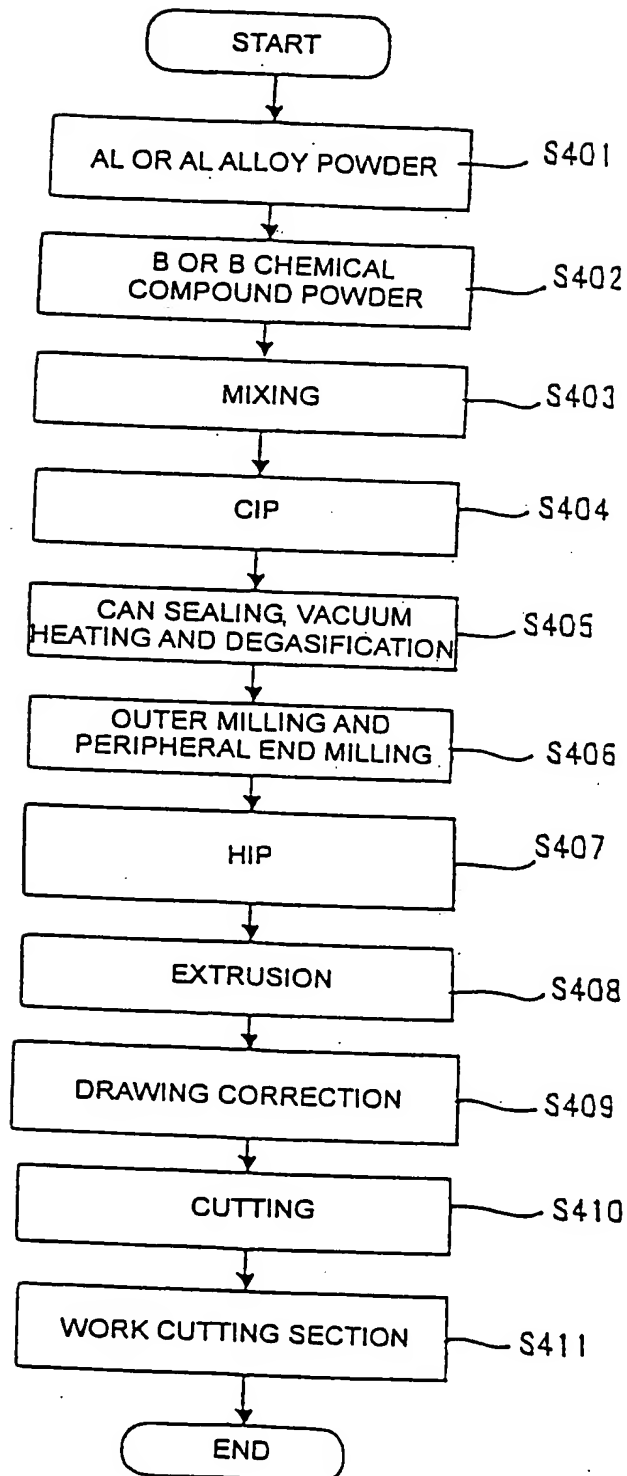 START
AL OR AL ALLOY POWDER
S401
B OR B CHEMICAL
COMPOUND POWDER
S402
MIXING
S403
CIP
S404
CAN SEALING, VACUUM
HEATING AND DEGASIFICATION
S405
OUTER MILLING AND
PERIPHERAL END MILLING
S406
HIP
S407
EXTRUSION
S408
DRAWING CORRECTION
S409
CUTTING
S410
WORK CUTTING SECTION
S411
END